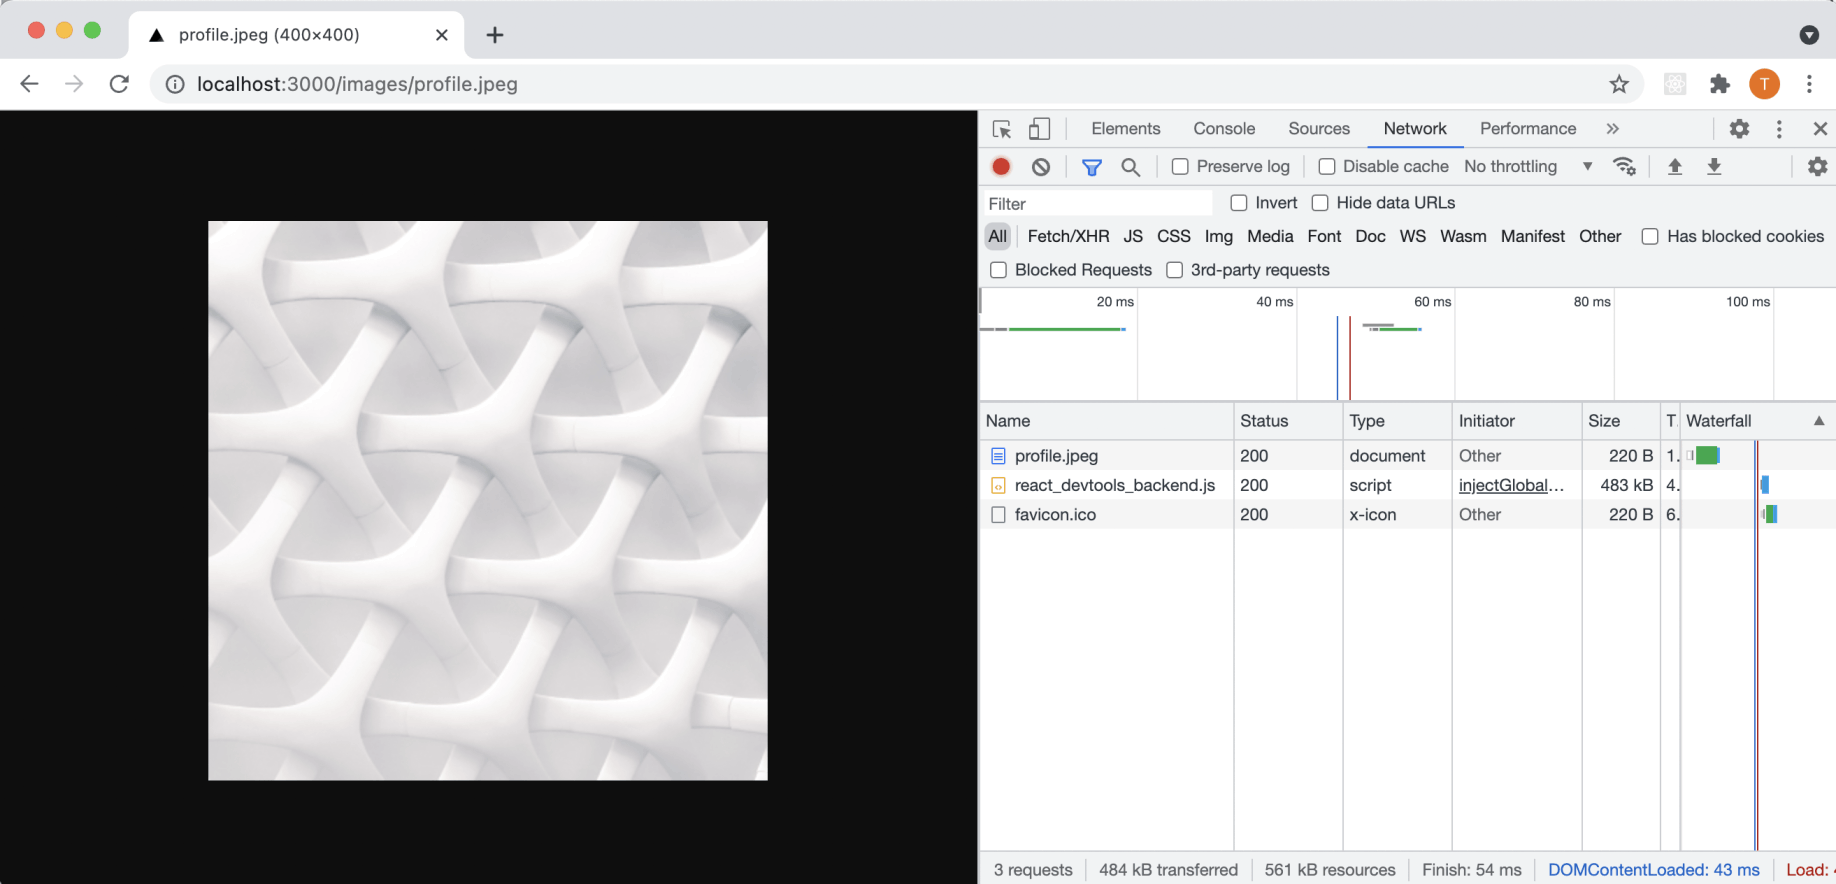 profile.jpeg (400×400)
localhost:3000/images/profile.jpeg
T
Elements Console Sources Network Performance
Preserve log Disable cache No throttling
Filter Invert Hide data URLs
All Fetch/XHR JS CSS Img Media Font Doc WS Wasm Manifest Other Has blocked cookies
Blocked Requests 3rd-party requests
20 ms 40 ms 60 ms 80 ms 100 ms
Name Status Type Initiator Size T. Waterfall
profile.jpeg 200 document Other 220 B 1.
react_devtools_backend.js 200 script injectGlobal… 483 kB 4.
favicon.ico 200 x-icon Other 220 B 6.
3 requests 484 kB transferred 561 kB resources Finish: 54 ms DOMContentLoaded: 43 ms Load: